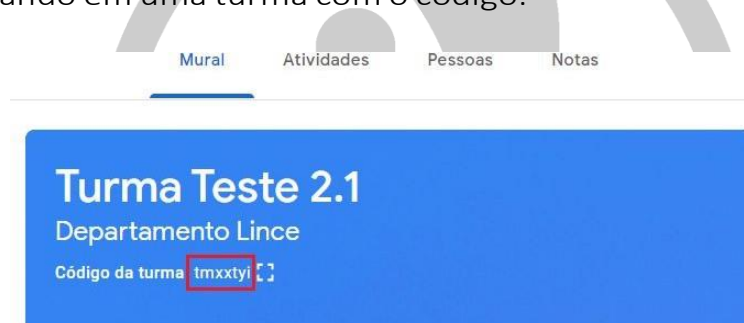 ando em uma turma com o código:
Mural Atividades Pessoas Notas
Turma Teste 2.1
Departamento Lince
Código da turma tmxxtyi